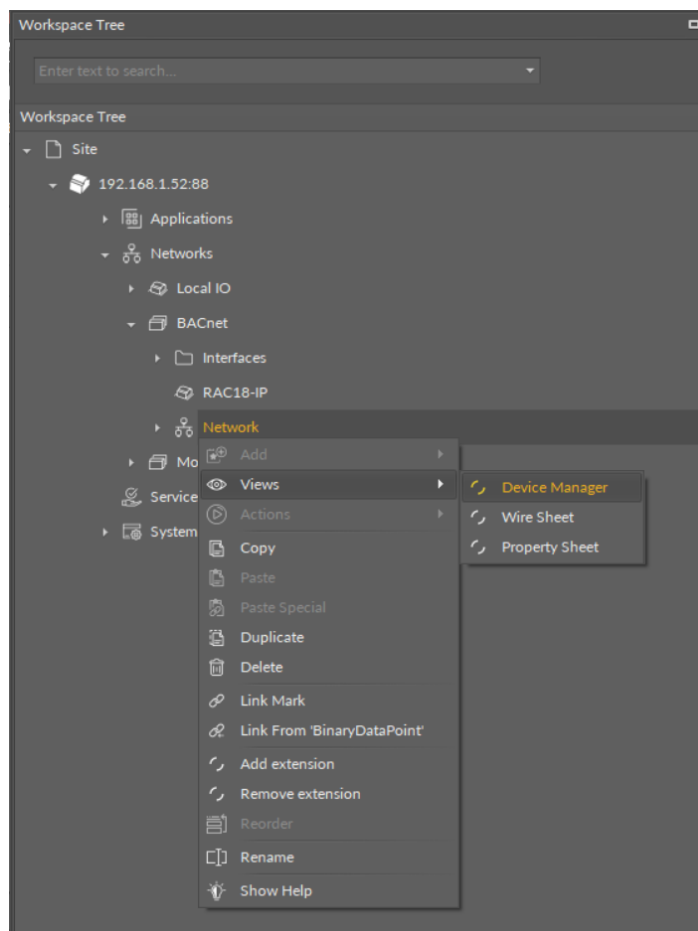 Workspace Tree
Enter text to search...
Workspace Tree
Site
192.168.1.52:88
Applications
Networks
Local IO
BACnet
Interfaces
RAC18-IP
Network
Mo
Service
System
Add
Views
Actions
Copy
Paste
Paste Special
Duplicate
Delete
Link Mark
Link From 'BinaryDataPoint'
Add extension
Remove extension
Reorder
Rename
Show Help
Device Manager
Wire Sheet
Property Sheet